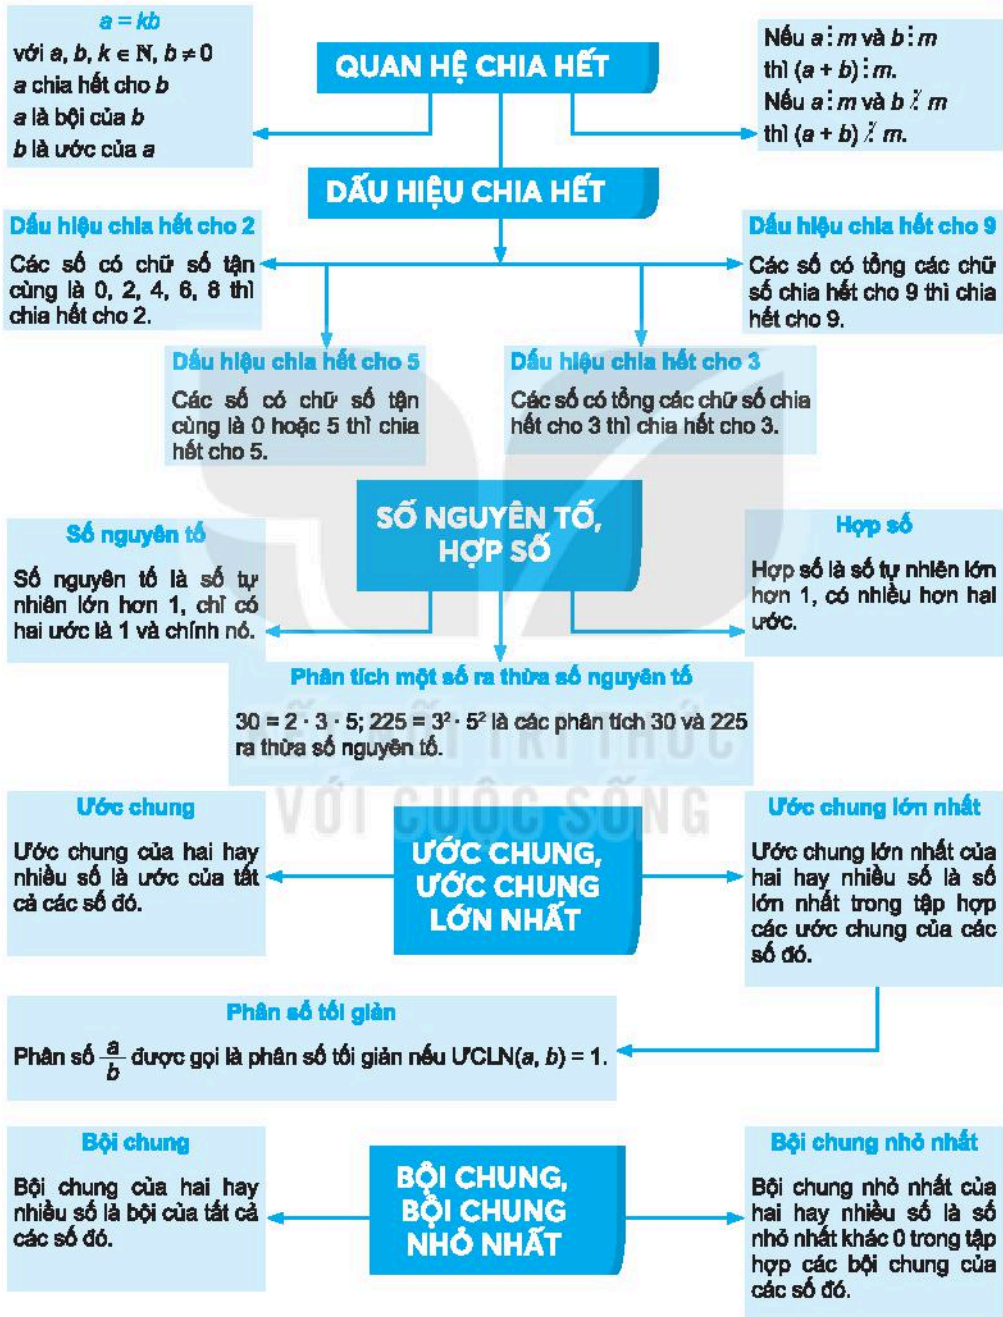 a = kb
với a, b, k ∈ ℕ, b ≠ 0
a chia hết cho b
a là bội của b
b là ước của a
QUAN HỆ CHIA HẾT
Nếu a ⋮ m và b ⋮ m
thì (a + b) ⋮ m.
Nếu a ⋮ m và b ⋮̸ m
thì (a + b) ⋮̸ m.
DẤU HIỆU CHIA HẾT
Dấu hiệu chia hết cho 2
Các số có chữ số tận
cùng là 0, 2, 4, 6, 8 thì
chia hết cho 2.
Dấu hiệu chia hết cho 9
Các số có tổng các chữ
số chia hết cho 9 thì chia
hết cho 9.
Dấu hiệu chia hết cho 5
Các số có chữ số tận
cùng là 0 hoặc 5 thì chia
hết cho 5.
Dấu hiệu chia hết cho 3
Các số có tổng các chữ số chia
hết cho 3 thì chia hết cho 3.
SỐ NGUYÊN TỐ,
HỢP SỐ
Số nguyên tố
Số nguyên tố là số tự
nhiên lớn hơn 1, chỉ có
hai ước là 1 và chính nó.
Hợp số
Hợp số là số tự nhiên lớn
hơn 1, có nhiều hơn hai
ước.
Phân tích một số ra thừa số nguyên tố
30 = 2 · 3 · 5; 225 = 3² · 5² là các phân tích 30 và 225
ra thừa số nguyên tố.
KẾT NỐI TRI THỨC
VỚI CUỘC SỐNG
Ước chung
Ước chung của hai hay
nhiều số là ước của tất
cả các số đó.
ƯỚC CHUNG,
ƯỚC CHUNG
LỚN NHẤT
Ước chung lớn nhất
Ước chung lớn nhất của
hai hay nhiều số là số
lớn nhất trong tập hợp
các ước chung của các
số đó.
Phân số tối giản
Phân số a/b được gọi là phân số tối giản nếu ƯCLN(a, b) = 1.
Bội chung
Bội chung của hai hay
nhiều số là bội của tất cả
các số đó.
BỘI CHUNG,
BỘI CHUNG
NHỎ NHẤT
Bội chung nhỏ nhất
Bội chung nhỏ nhất của
hai hay nhiều số là số
nhỏ nhất khác 0 trong tập
hợp các bội chung của
các số đó.